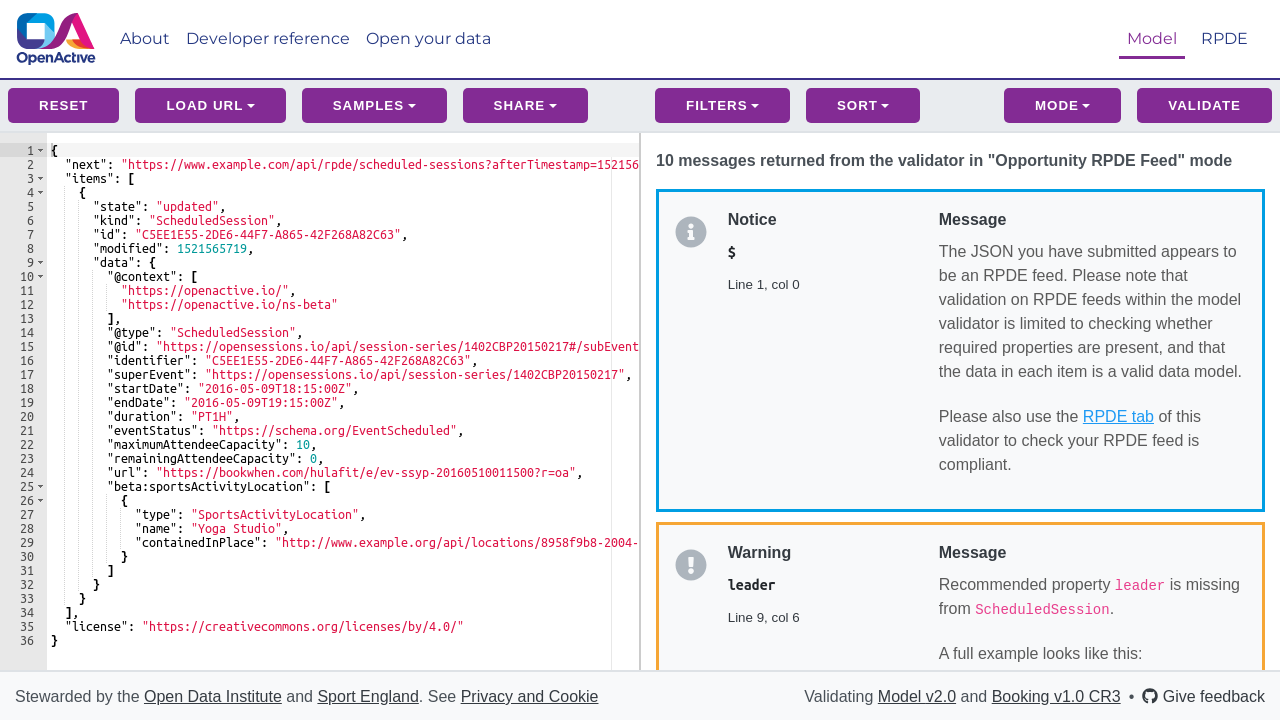 OpenActive
About Developer reference Open your data Model RPDE
RESET LOAD URL SAMPLES SHARE FILTERS SORT MODE VALIDATE
1 {
2 "next": "https://www.example.com/api/rpde/scheduled-sessions?afterTimestamp=152156
3 "items": [
4 {
5 "state": "updated",
6 "kind": "ScheduledSession",
7 "id": "C5EE1E55-2DE6-44F7-A865-42F268A82C63",
8 "modified": 1521565719,
9 "data": {
10 "@context": [
11 "https://openactive.io/",
12 "https://openactive.io/ns-beta"
13 ],
14 "@type": "ScheduledSession",
15 "@id": "https://opensessions.io/api/session-series/1402CBP20150217#/subEvent
16 "identifier": "C5EE1E55-2DE6-44F7-A865-42F268A82C63",
17 "superEvent": "https://opensessions.io/api/session-series/1402CBP20150217",
18 "startDate": "2016-05-09T18:15:00Z",
19 "endDate": "2016-05-09T19:15:00Z",
20 "duration": "PT1H",
21 "eventStatus": "https://schema.org/EventScheduled",
22 "maximumAttendeeCapacity": 10,
23 "remainingAttendeeCapacity": 0,
24 "url": "https://bookwhen.com/hulafit/e/ev-ssyp-20160510011500?r=oa",
25 "beta:sportsActivityLocation": [
26 {
27 "type": "SportsActivityLocation",
28 "name": "Yoga Studio",
29 "containedInPlace": "http://www.example.org/api/locations/8958f9b8-2004-
30 }
31 ]
32 }
33 }
34 ],
35 "license": "https://creativecommons.org/licenses/by/4.0/"
36 }
10 messages returned from the validator in "Opportunity RPDE Feed" mode
Notice
$
Line 1, col 0
Message
The JSON you have submitted appears to
be an RPDE feed. Please note that
validation on RPDE feeds within the model
validator is limited to checking whether
required properties are present, and that
the data in each item is a valid data model.
Please also use the RPDE tab of this
validator to check your RPDE feed is
compliant.
Warning
leader
Line 9, col 6
Message
Recommended property leader is missing
from ScheduledSession.
A full example looks like this:
Stewarded by the Open Data Institute and Sport England. See Privacy and Cookie
Validating Model v2.0 and Booking v1.0 CR3 • Give feedback